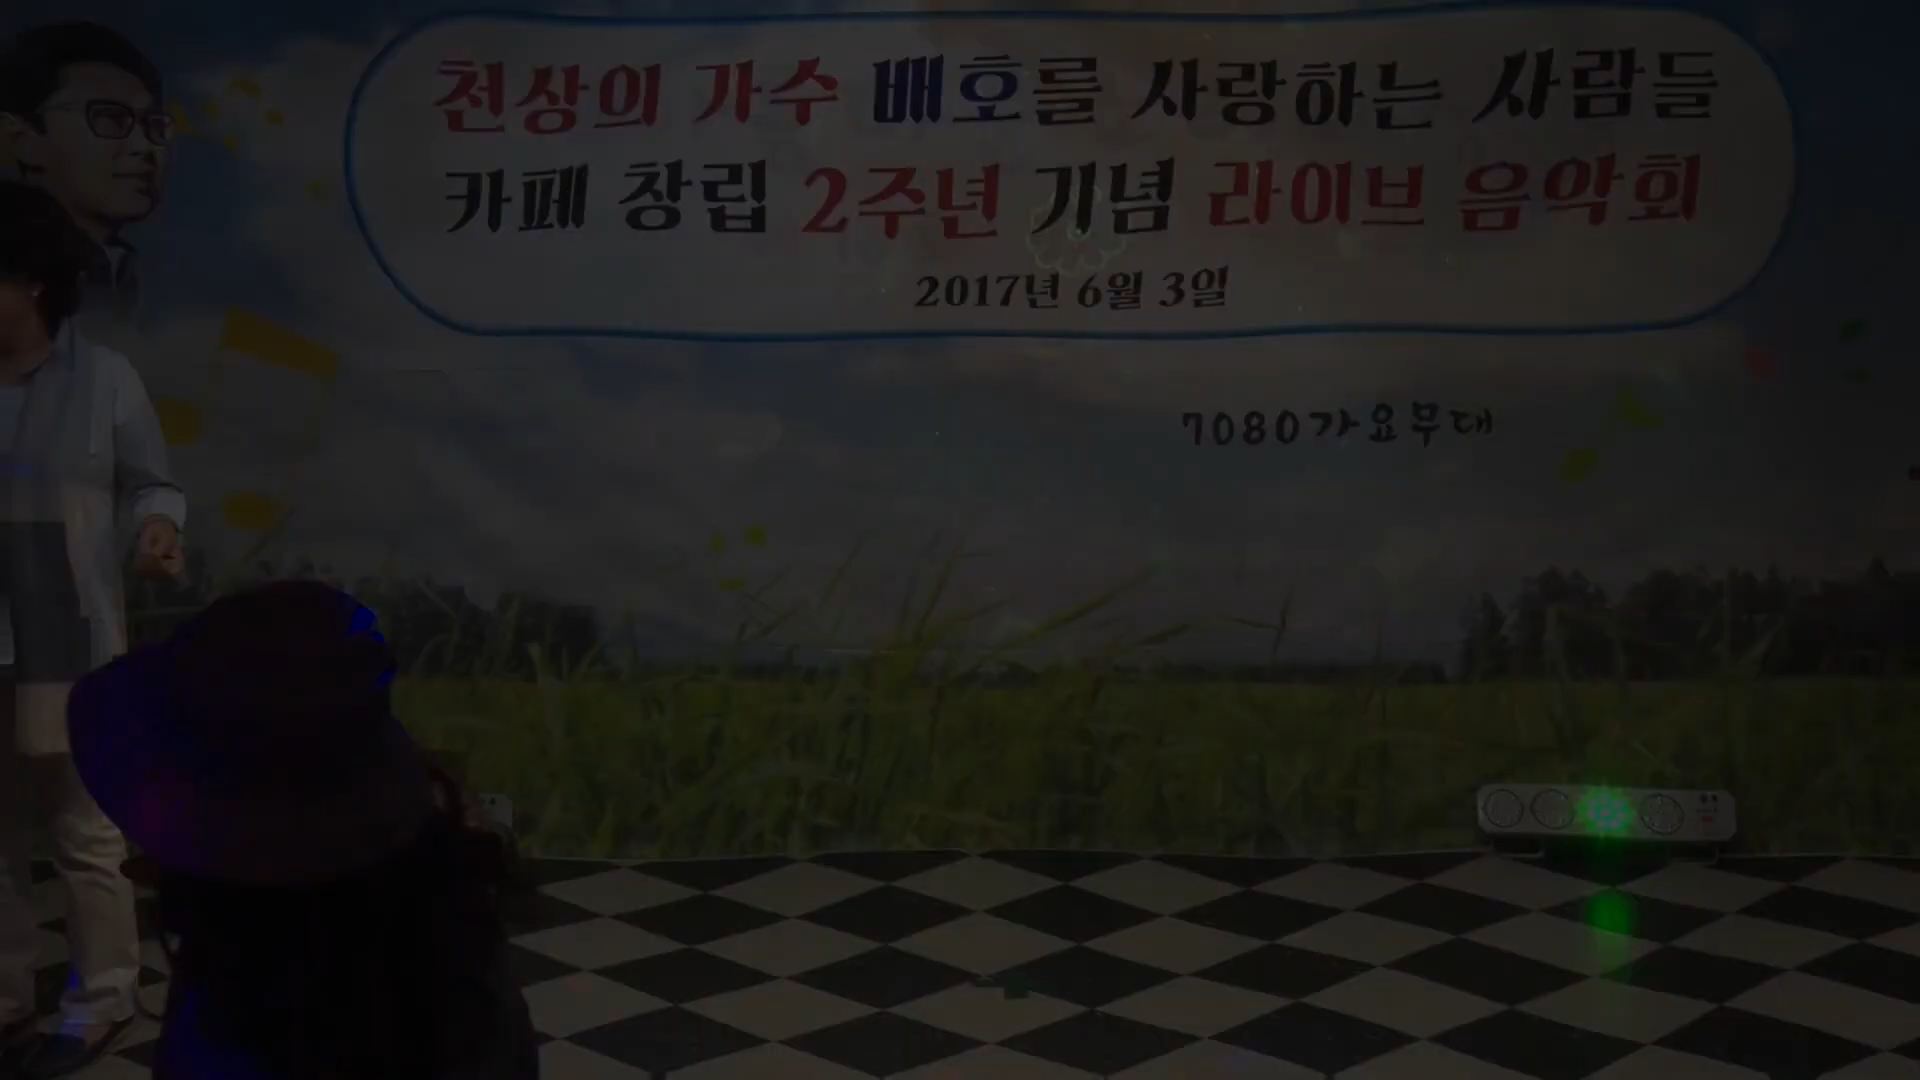 천상의 가수 배호를 사랑하는 사람들
카페 창립 2주년 기념 라이브 음악회
2017년 6월 3일
7080가요무대